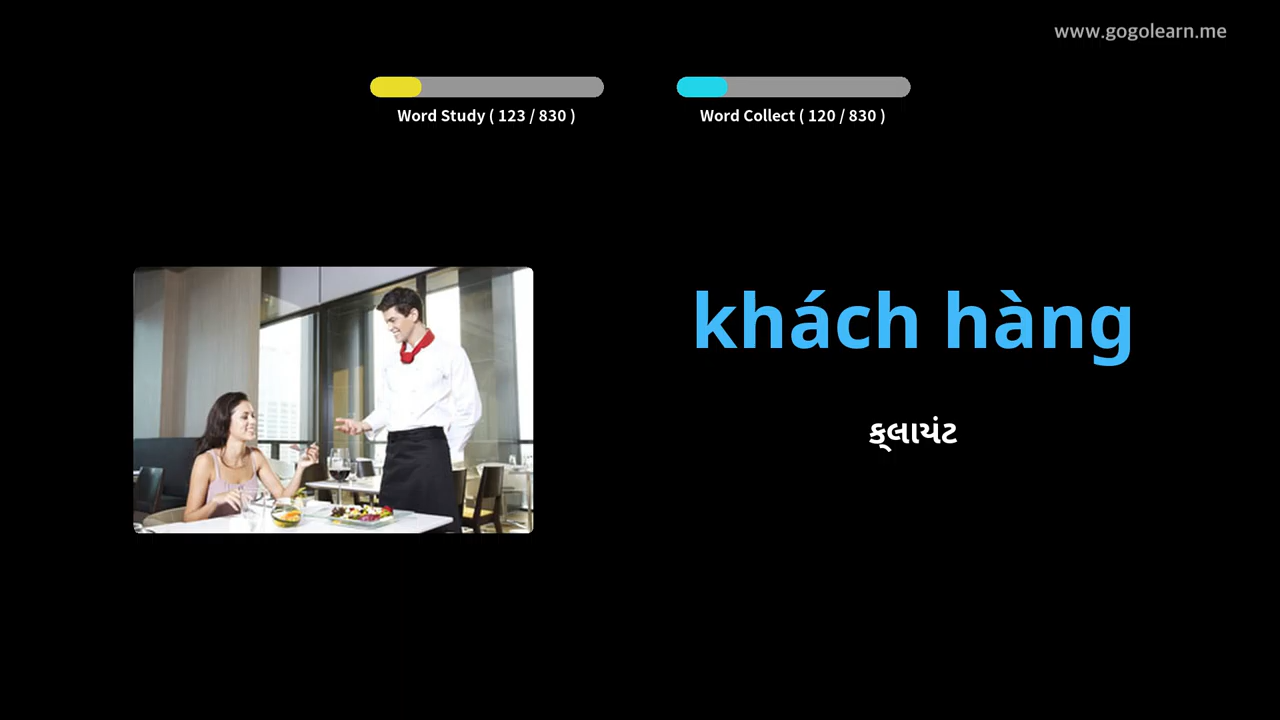 www.gogolearn.me
Word Study ( 123 / 830 )
Word Collect ( 120 / 830 )
khách hàng
ક્લાયંટ